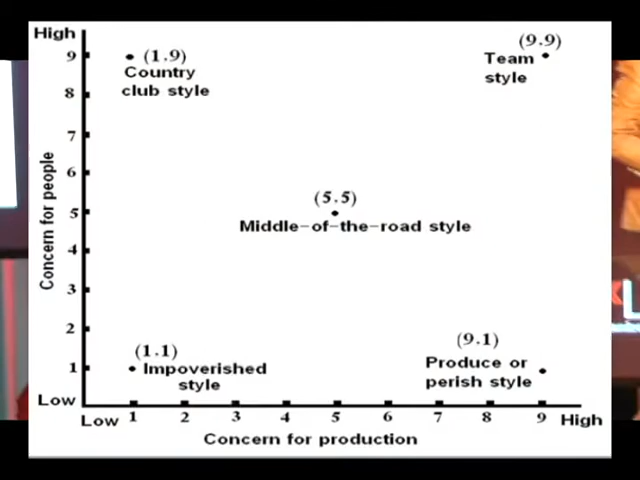 High
9
8
7
6
5
4
3
2
1
Low
Concern for people
(1.9)
Country
club style
(9.9)
Team
style
(5.5)
Middle-of-the-road style
(1.1)
Impoverished
style
(9.1)
Produce or
perish style
Low 1 2 3 4 5 6 7 8 9 High
Concern for production